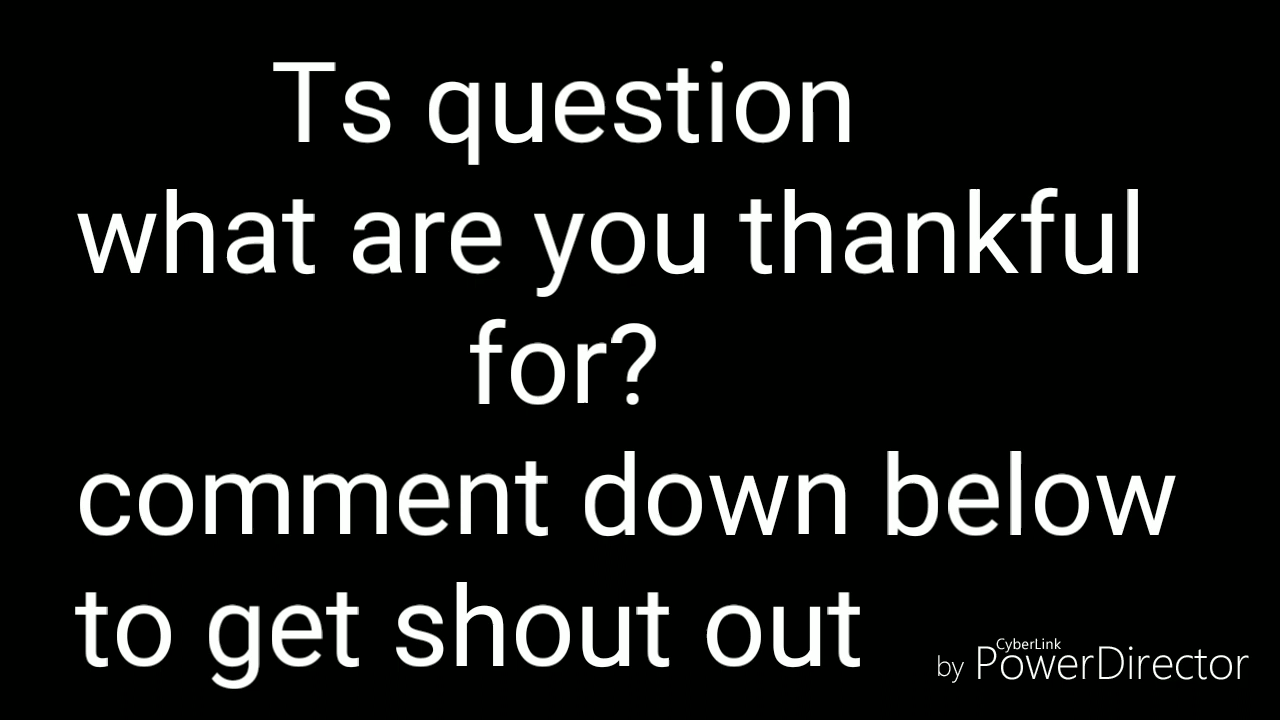 Ts question
what are you thankful
for?
comment down below
to get shout out
by CyberLink PowerDirector